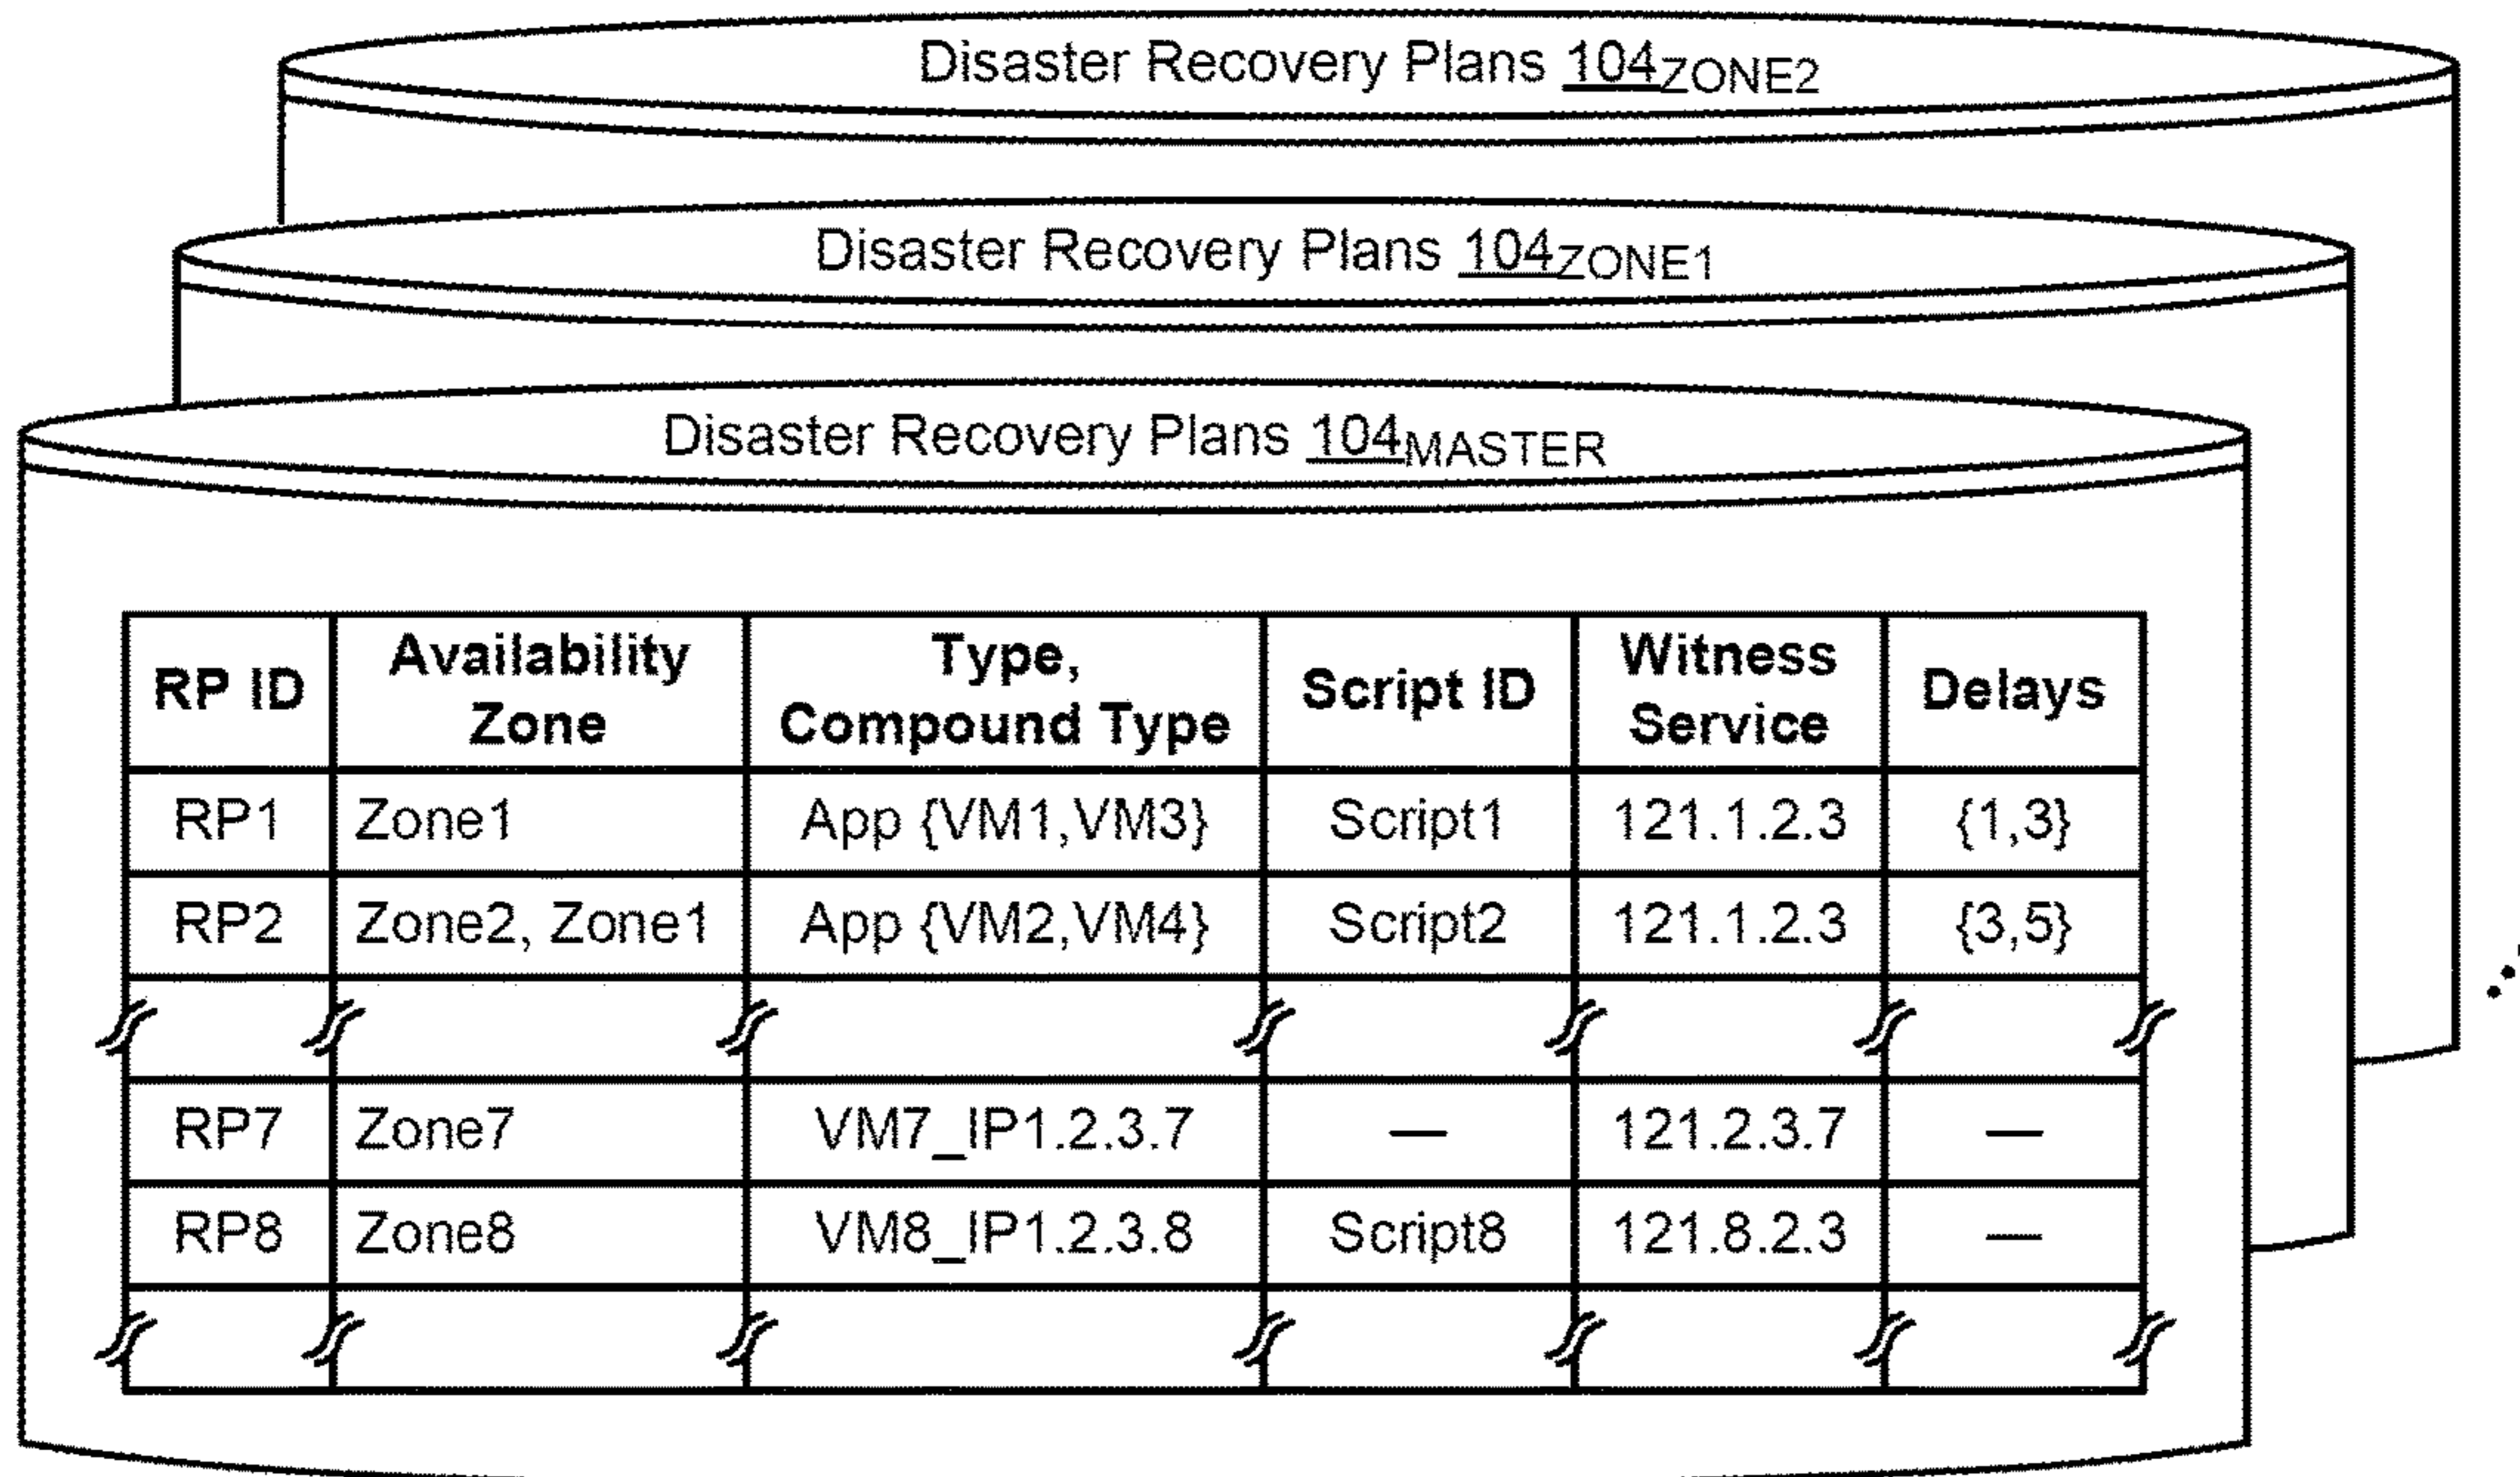 Disaster Recovery Plans 104ZONE2
Disaster Recovery Plans 104ZONE1
Disaster Recovery Plans 104MASTER
RP ID Availability Zone Type, Compound Type Script ID Witness Service Delays
RP1 Zone1 App {VM1,VM3} Script1 121.1.2.3 {1,3}
RP2 Zone2, Zone1 App {VM2,VM4} Script2 121.1.2.3 {3,5}
RP7 Zone7 VM7_IP1.2.3.7 — 121.2.3.7 —
RP8 Zone8 VM8_IP1.2.3.8 Script8 121.8.2.3 —